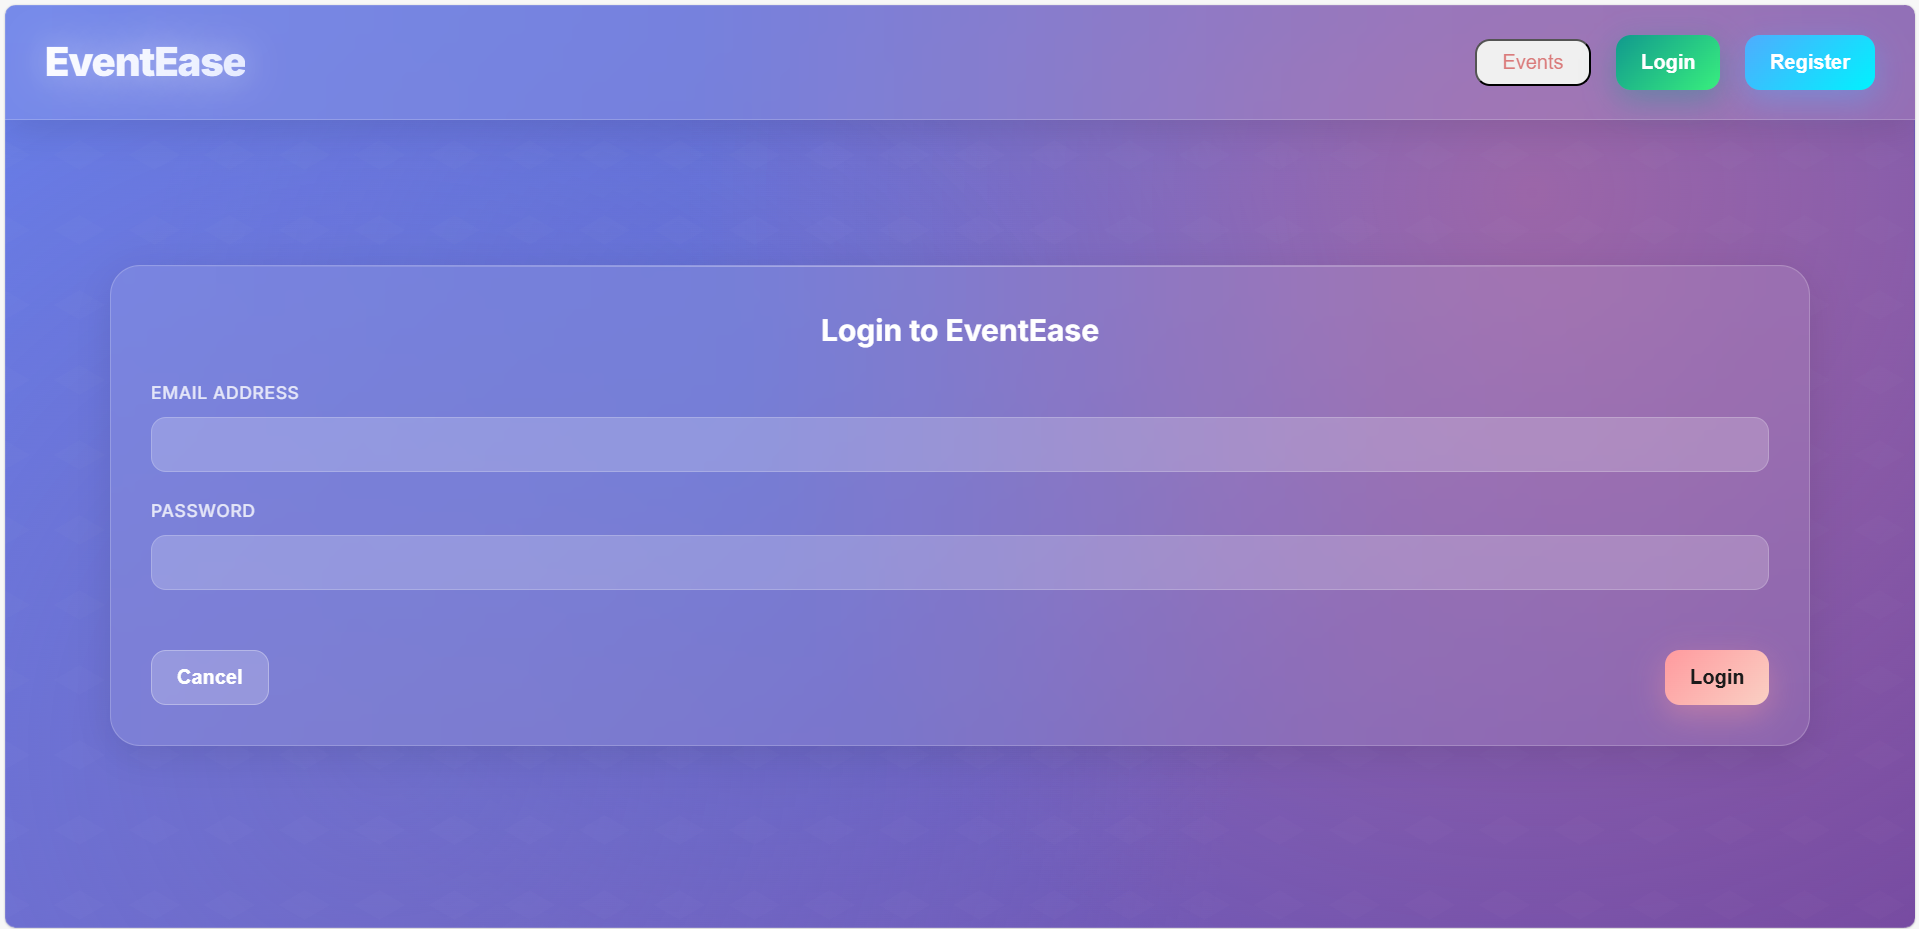 EventEase
Events
Login
Register
Login to EventEase
EMAIL ADDRESS
PASSWORD
Cancel
Login